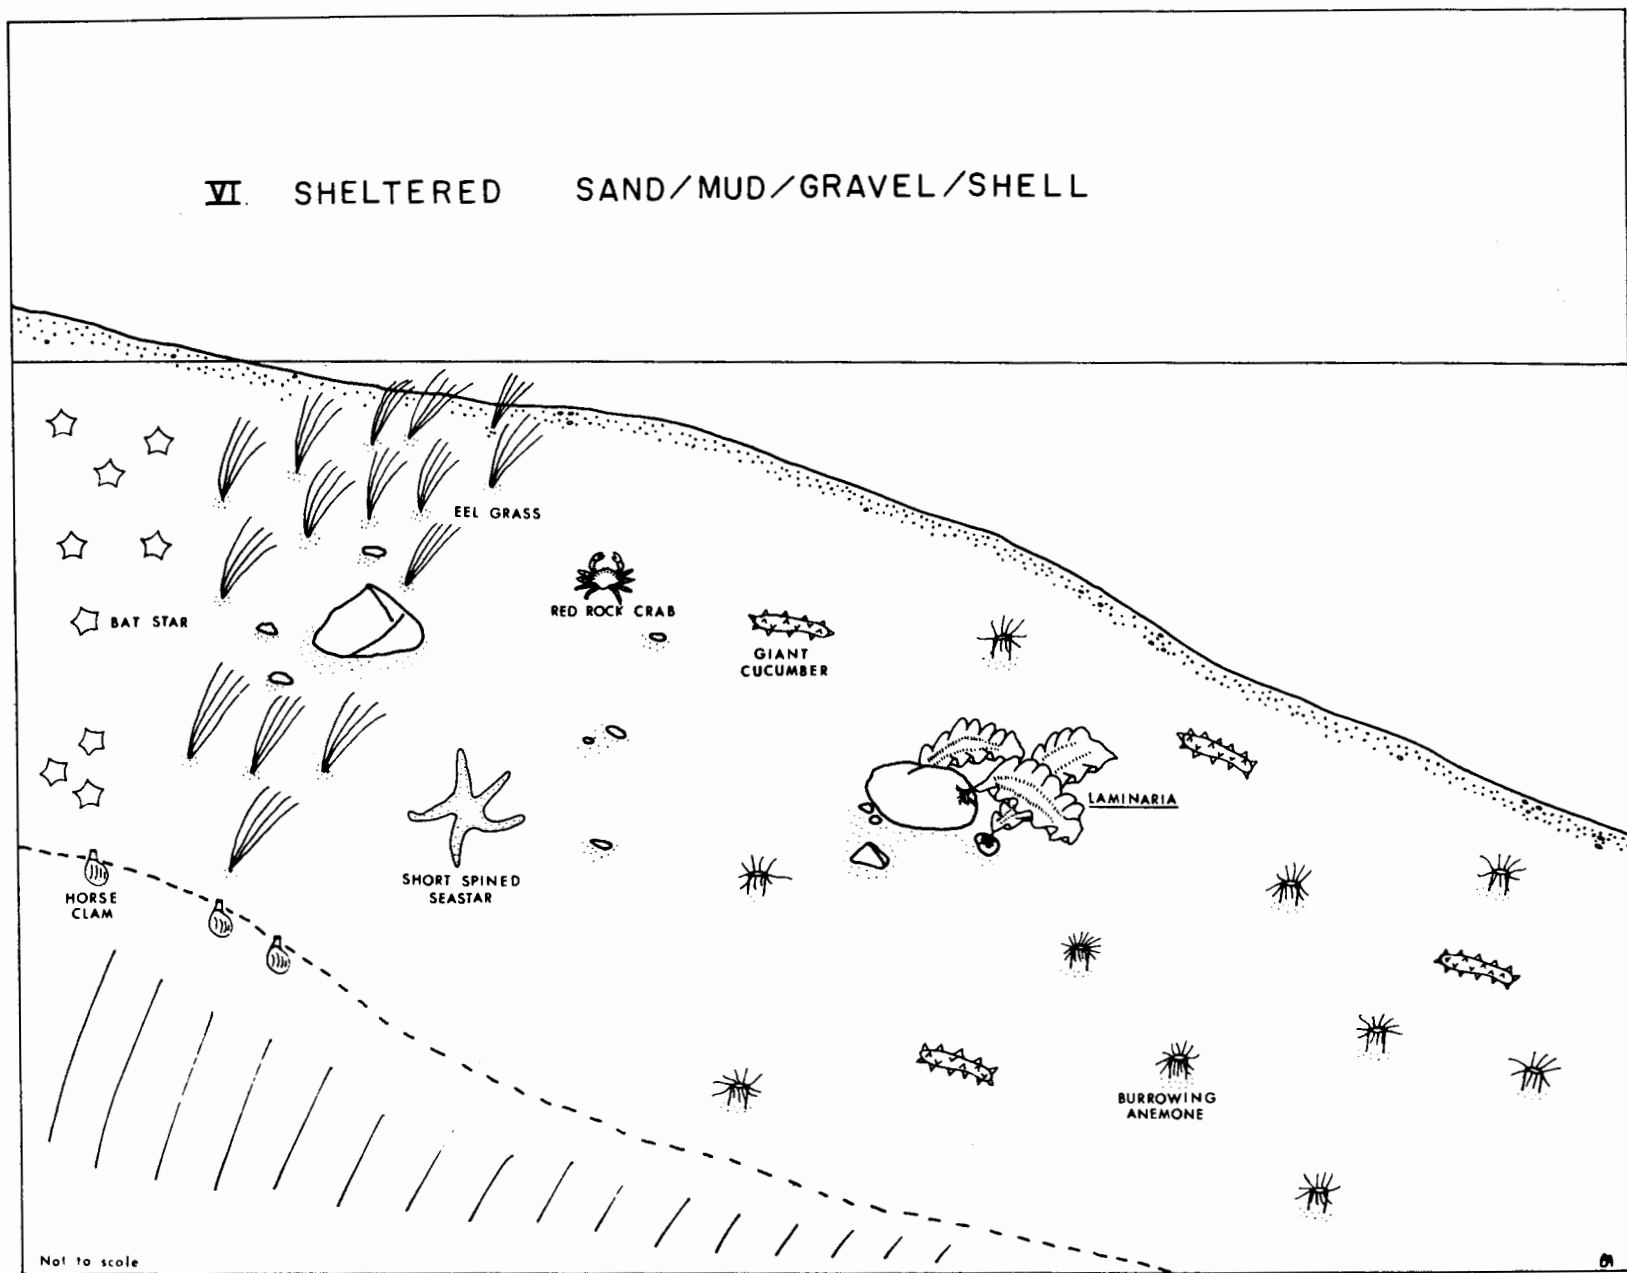 VI. SHELTERED SAND/MUD/GRAVEL/SHELL
EEL GRASS
RED ROCK CRAB
BAT STAR
GIANT
CUCUMBER
LAMINARIA
SHORT SPINED
SEASTAR
HORSE
CLAM
BURROWING
ANEMONE
Not to scale